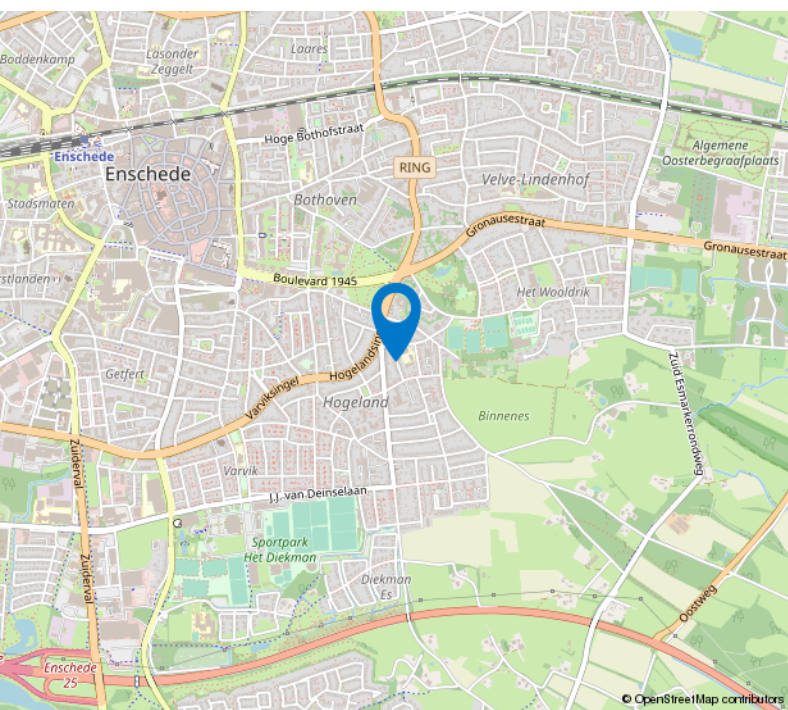 Boddenkamp
Lasonder
Zeggelt
Laares
Hoge Bothofstraat
Enschede
Enschede
RING
Algemene
Oosterbegraafplaats
Velve-Lindenhof
Bothoven
Stadsmaten
Gronausestraat
Gronausestraat
Boulevard 1945
rstlanden
Het Wooldrik
Hogelandsin
Getfert
Varviksingel
Hogeland
Binnenes
Zuid Esmarkerrondweg
Zuiderval
Varvik
J.J. van Deinselaan
Sportpark
Het Diekman
Zuiderval
Diekman
Es
Oostweg
Enschede
25
© OpenStreetMap contributors